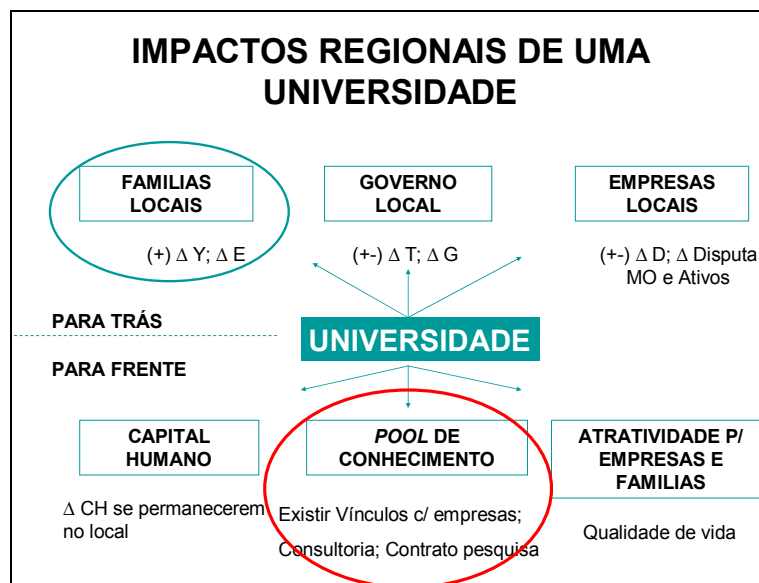 IMPACTOS REGIONAIS DE UMA
UNIVERSIDADE
FAMILIAS
LOCAIS
(+) Δ Y; Δ E
GOVERNO
LOCAL
(+-) Δ T; Δ G
EMPRESAS
LOCAIS
(+-) Δ D; Δ Disputa
MO e Ativos
PARA TRÁS
UNIVERSIDADE
PARA FRENTE
CAPITAL
HUMANO
Δ CH se permanecerem
no local
POOL DE
CONHECIMENTO
Existir Vínculos c/ empresas;
Consultoria; Contrato pesquisa
ATRATIVIDADE P/
EMPRESAS E
FAMILIAS
Qualidade de vida